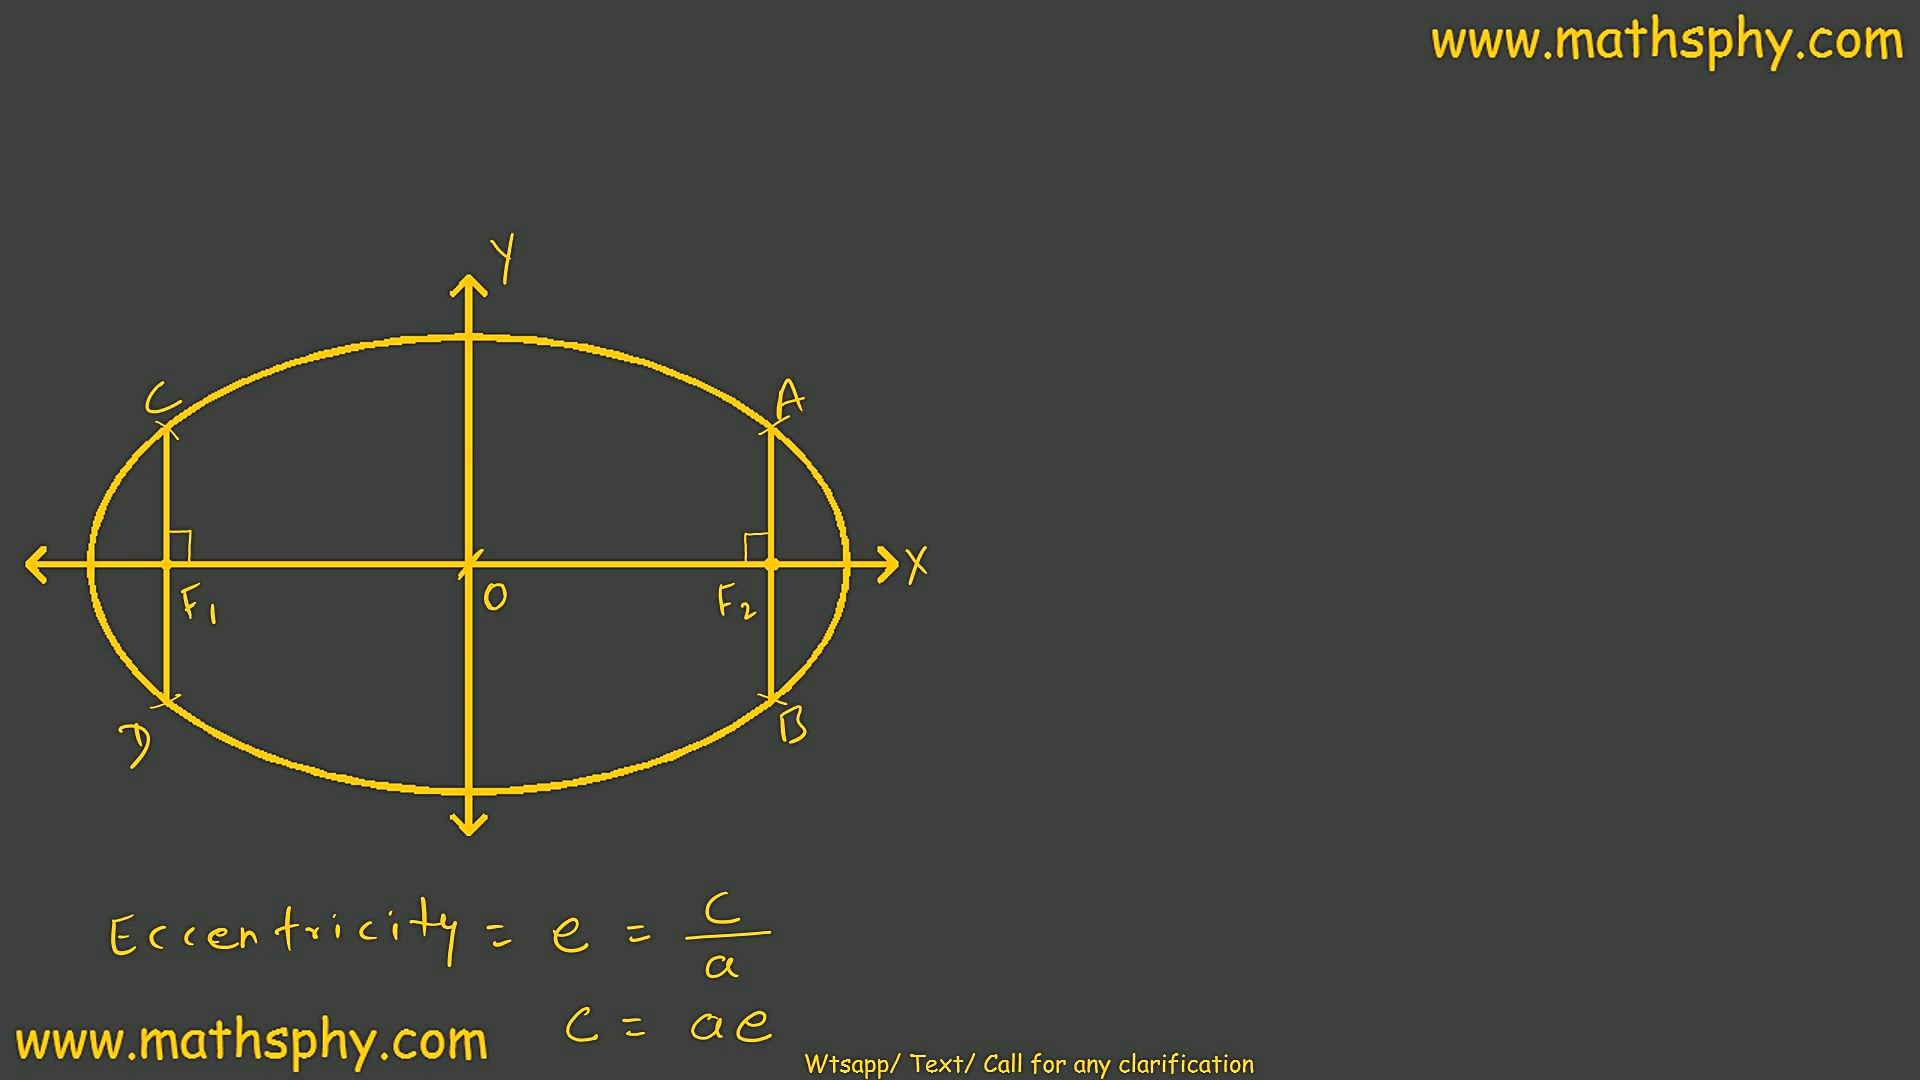 www.mathsphy.com
Y
C
A
X
F₁
O
F₂
D
B
Eccentricity = e = c/a
c = ae
www.mathsphy.com
Wtsapp/ Text/ Call for any clarification